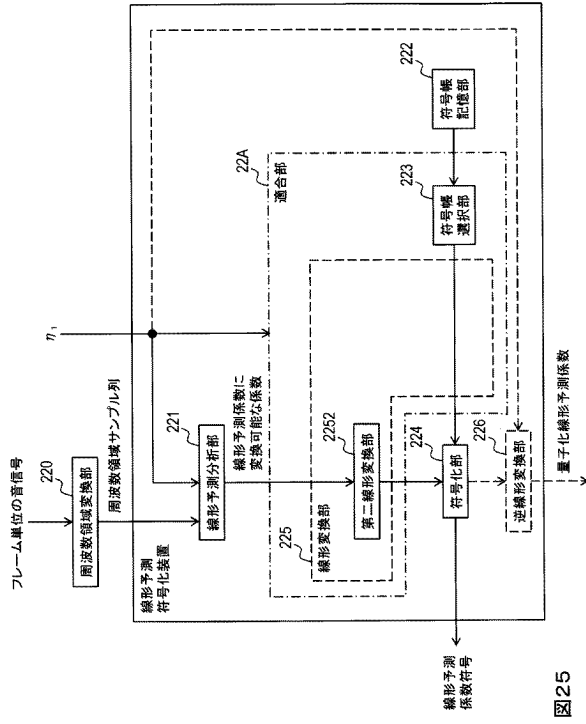 フレーム単位の音信号
220
周波数領域変換部
周波数領域サンプル列
η₁
線形予測
符号化装置
221
線形予測分析部
線形予測係数に
変換可能な係数
22A
適合部
225
線形変換部
2252
第二線形変換部
222
符号帳
記憶部
223
符号帳
選択部
224
符号化部
226
逆線形変換部
線形予測
係数符号
量子化線形予測係数
図25